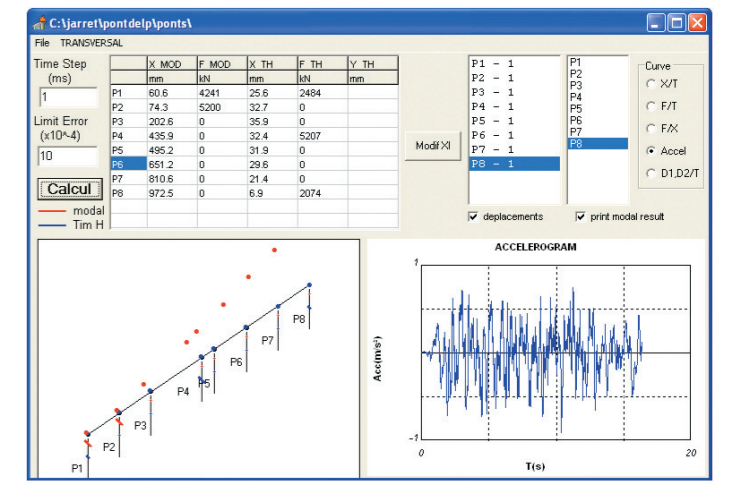 C:\jarret\pontdelp\ponts\
File TRANSVERSAL
Time Step
(ms)
1
Limit Error
(x10^-4)
10
Calcul
modal
Tim H
X MOD F MOD X TH F TH Y TH
mm kN mm kN mm
P1 60.6 4241 25.6 2484
P2 74.3 5200 32.7 0
P3 202.6 0 35.9 0
P4 435.9 0 32.4 5207
P5 495.2 0 31.9 0
P6 651.2 0 29.6 0
P7 810.6 0 21.4 0
P8 972.5 0 6.9 2074
Modif XI
P1 - 1
P2 - 1
P3 - 1
P4 - 1
P5 - 1
P6 - 1
P7 - 1
P8 - 1
P1
P2
P3
P4
P5
P6
P7
P8
Curve
X/T
F/T
F/X
Accel
D1,D2/T
deplacements
print modal result
P8
P7
P6
P5
P4
P3
P2
P1
ACCELEROGRAM
1
Acc(m/s²)
-1
0 20
T(s)